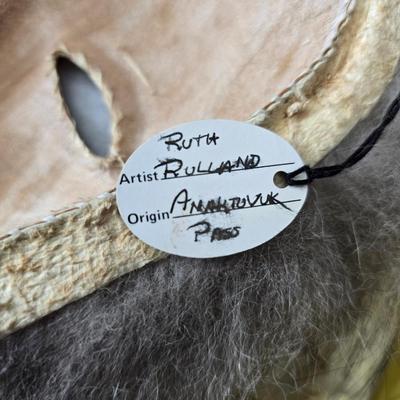 RUTH
Artist RULLAND
Origin ANAKTUVUK
PASS